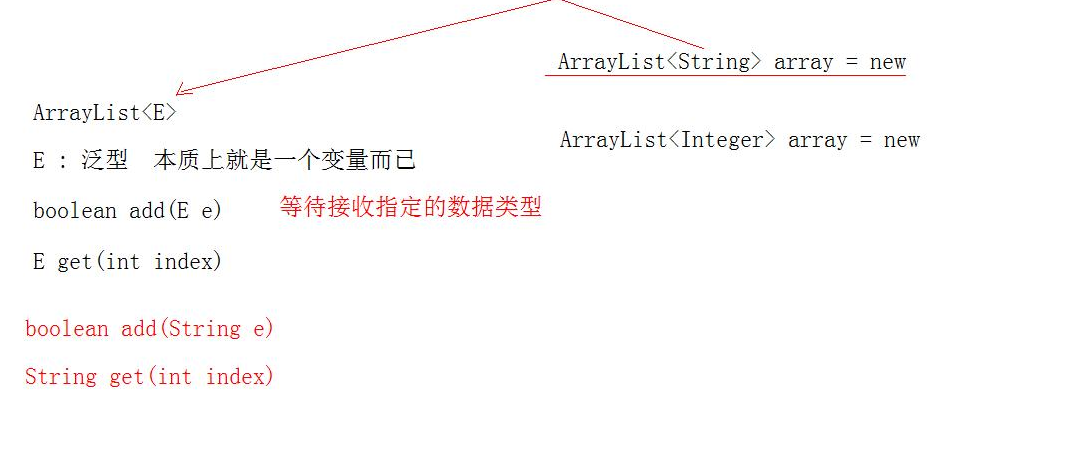 ArrayList<String> array = new
ArrayList<E>
ArrayList<Integer> array = new
E : 泛型 本质上就是一个变量而已
boolean add(E e) 等待接收指定的数据类型
E get(int index)
boolean add(String e)
String get(int index)